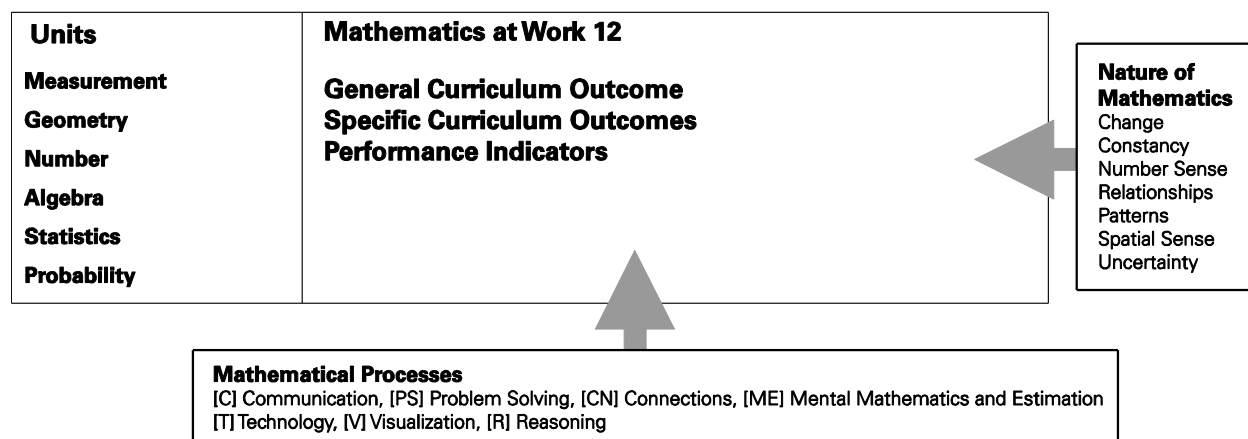 Units
Measurement
Geometry
Number
Algebra
Statistics
Probability
Mathematics at Work 12
General Curriculum Outcome
Specific Curriculum Outcomes
Performance Indicators
Nature of
Mathematics
Change
Constancy
Number Sense
Relationships
Patterns
Spatial Sense
Uncertainty
Mathematical Processes
[C] Communication, [PS] Problem Solving, [CN] Connections, [ME] Mental Mathematics and Estimation
[T] Technology, [V] Visualization, [R] Reasoning